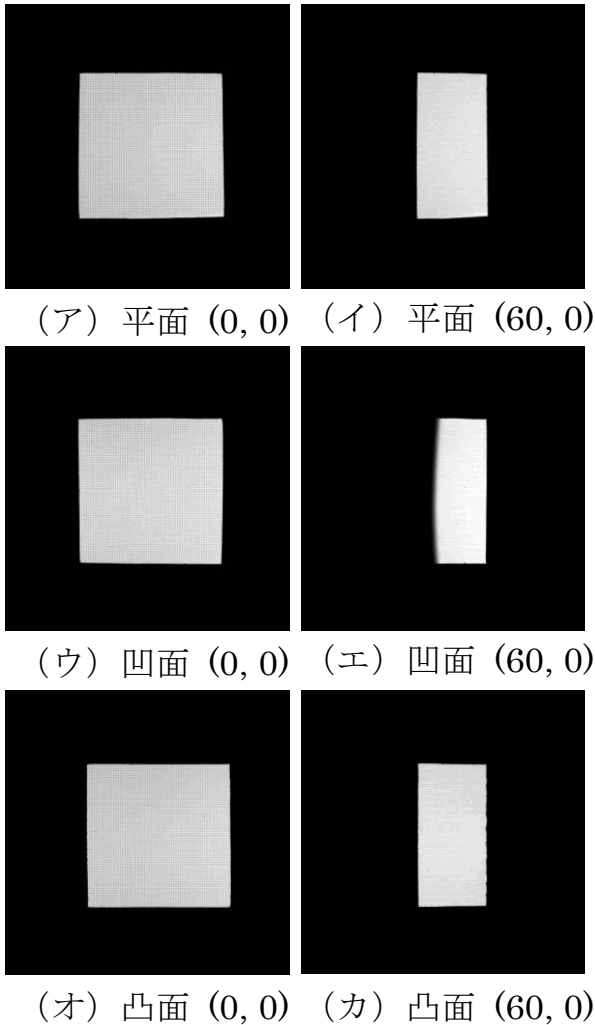 （ア）平面 (0, 0) （イ）平面 (60, 0)
（ウ）凹面 (0, 0) （エ）凹面 (60, 0)
（オ）凸面 (0, 0) （カ）凸面 (60, 0)